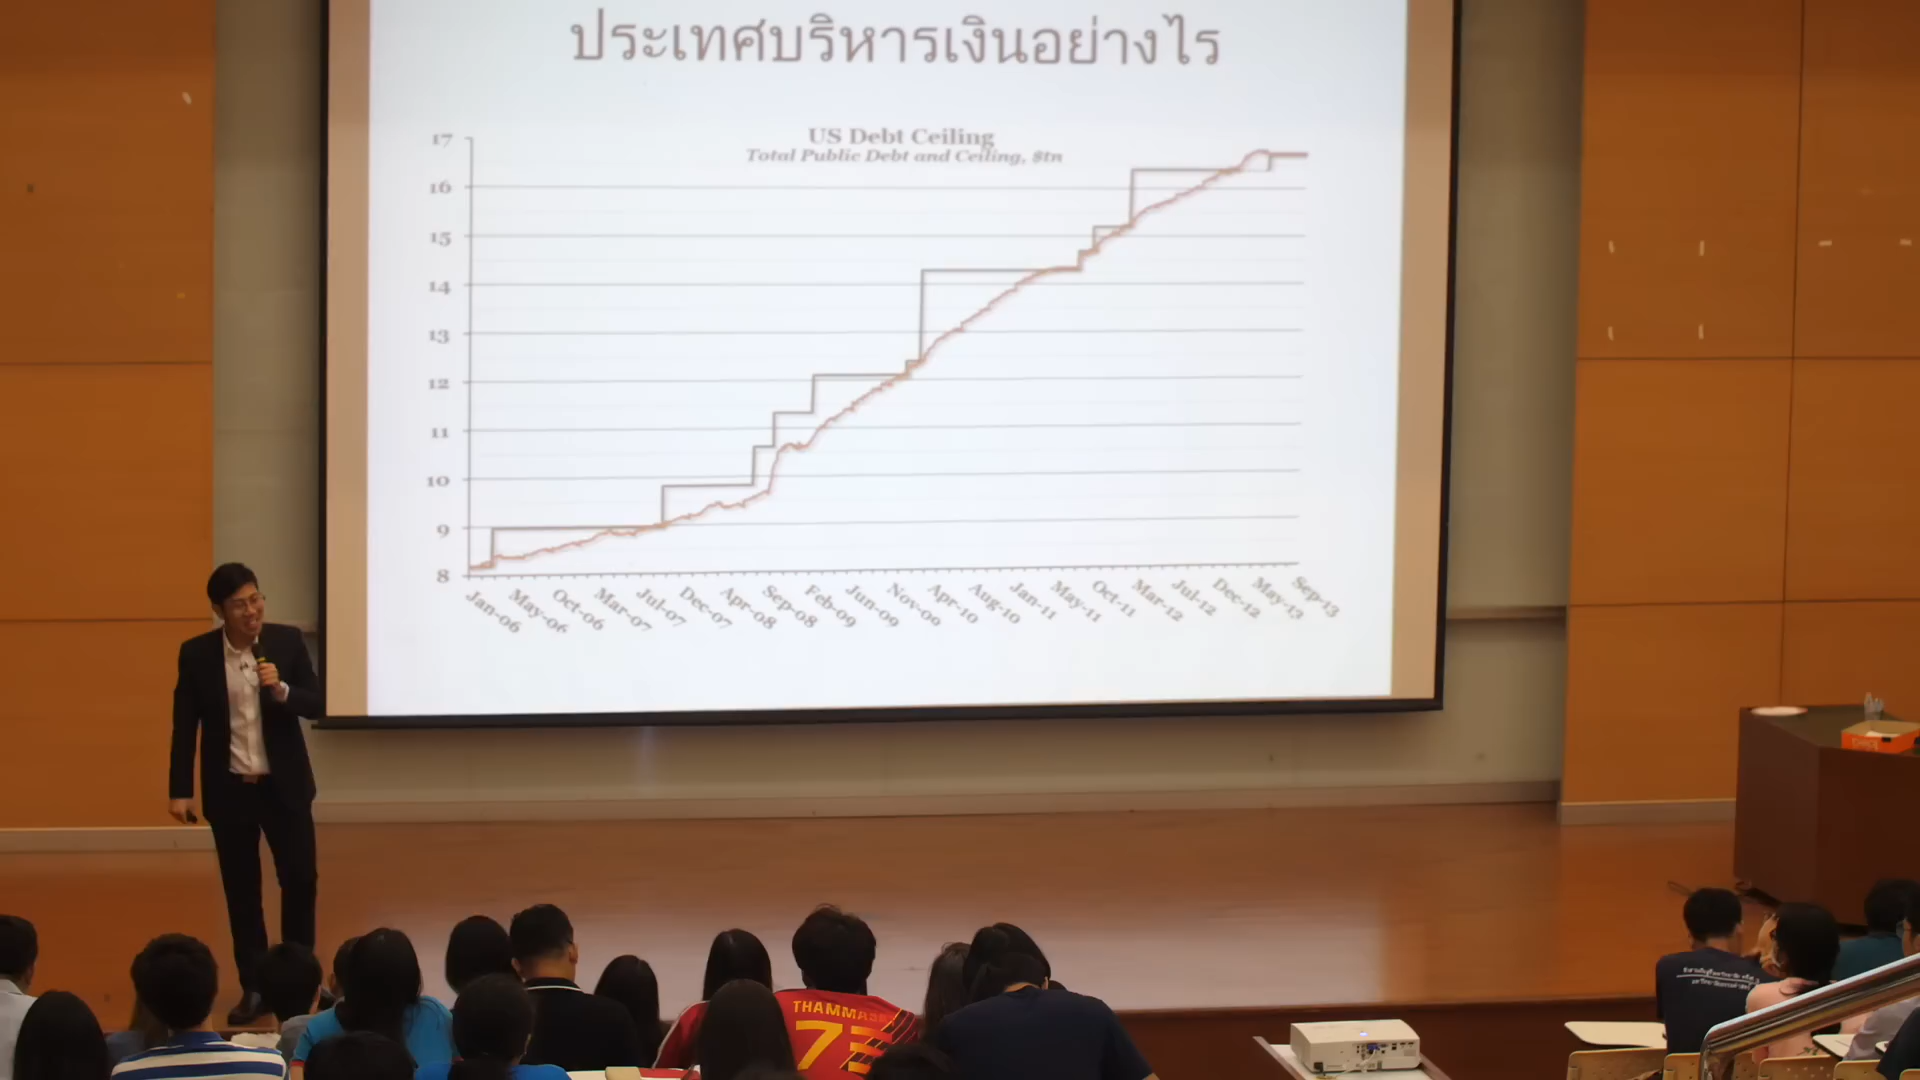 ประเทศบริหารเงินอย่างไร
US Debt Ceiling
Total Public Debt and Ceiling, $tn
17
16
15
14
13
12
11
10
9
8
Jan-06
May-06
Oct-06
Mar-07
Jul-07
Dec-07
Apr-08
Sep-08
Feb-09
Jun-09
Nov-09
Apr-10
Aug-10
Jan-11
May-11
Oct-11
Mar-12
Jul-12
Dec-12
May-13
Sep-13
THAMMAS